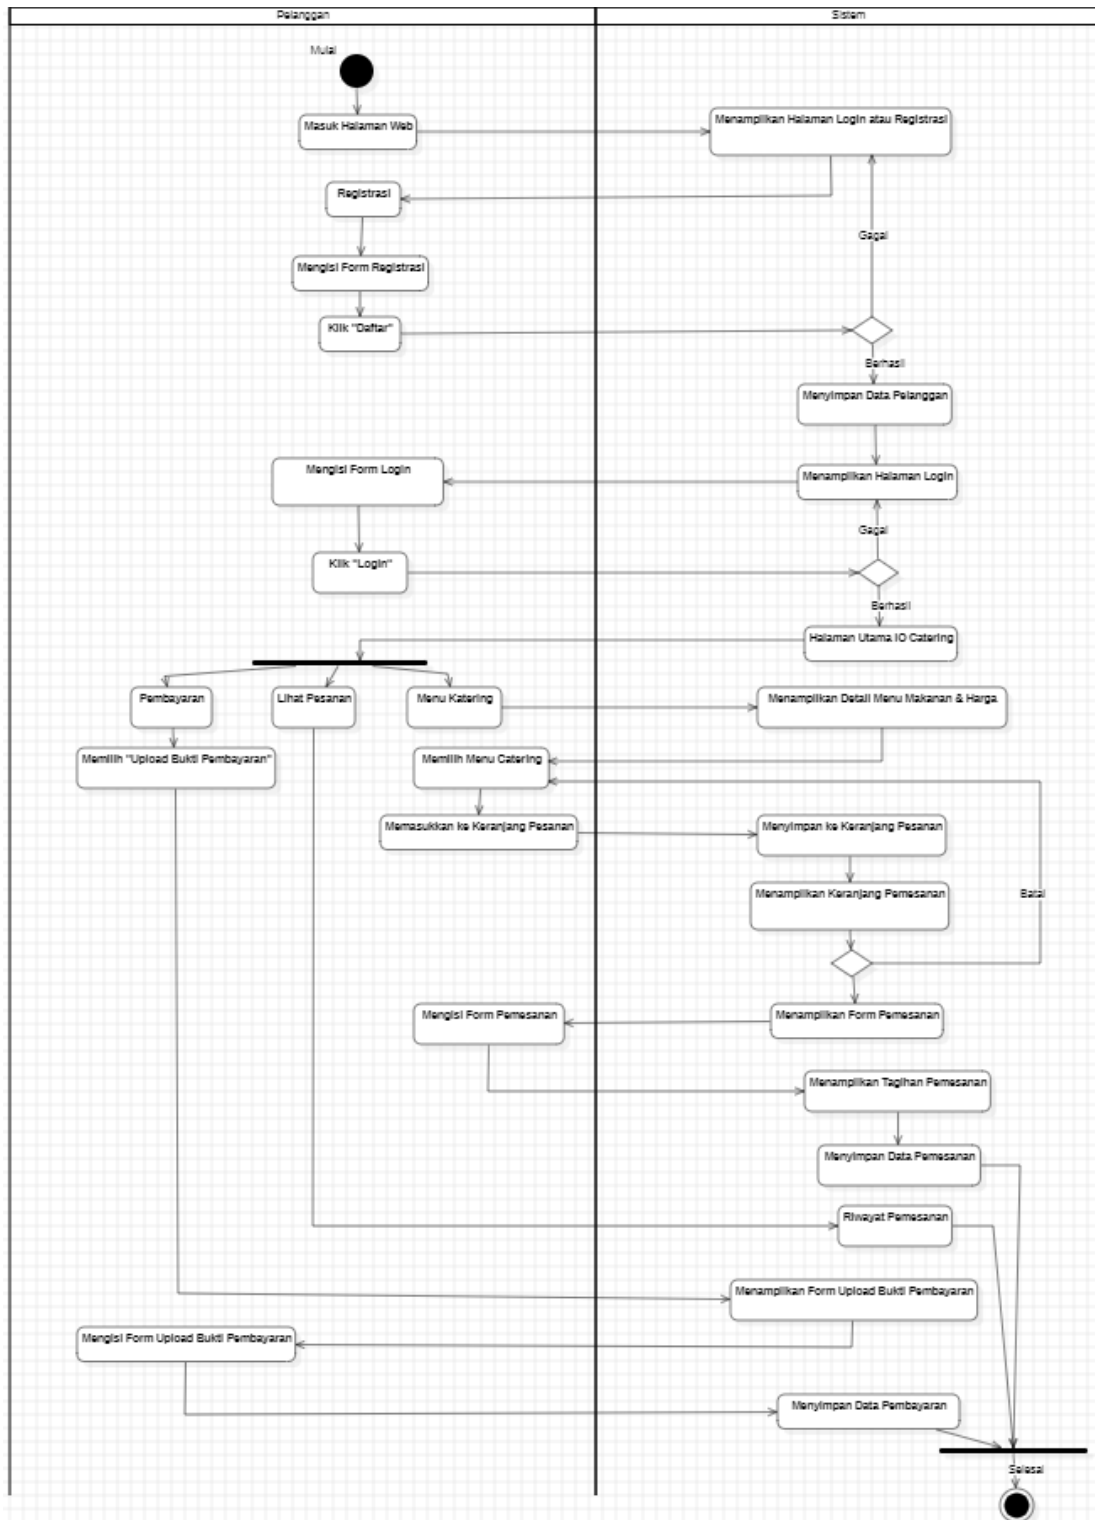 Pelanggan
Sistem
Mulai
Masuk Halaman Web
Menampilkan Halaman Login atau Registrasi
Registrasi
Gagal
Mengisi Form Registrasi
Klik "Daftar"
Berhasil
Menyimpan Data Pelanggan
Mengisi Form Login
Menampilkan Halaman Login
Gagal
Klik "Login"
Berhasil
Halaman Utama IO Catering
Pembayaran
Lihat Pesanan
Menu Katering
Menampilkan Detail Menu Makanan & Harga
Memilih "Upload Bukti Pembayaran"
Memilih Menu Catering
Memasukkan ke Keranjang Pesanan
Menyimpan ke Keranjang Pesanan
Menampilkan Keranjang Pemesanan
Batal
Mengisi Form Pemesanan
Menampilkan Form Pemesanan
Menampilkan Tagihan Pemesanan
Menyimpan Data Pemesanan
Riwayat Pemesanan
Menampilkan Form Upload Bukti Pembayaran
Mengisi Form Upload Bukti Pembayaran
Menyimpan Data Pembayaran
Selesai